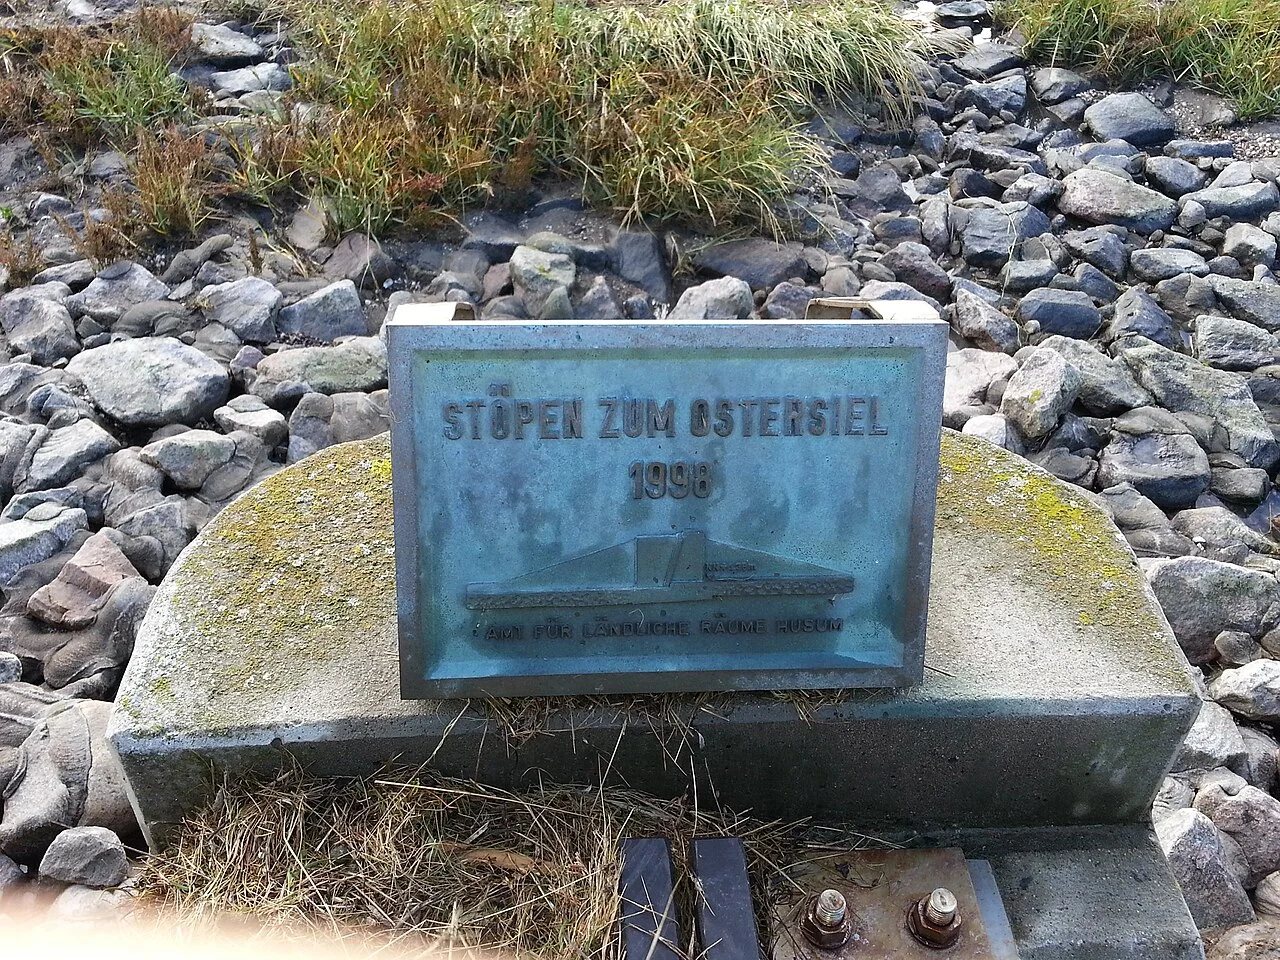 STÖPEN ZUM OSTERSIEL
1998
AMT FÜR LÄNDLICHE RÄUME HUSUM